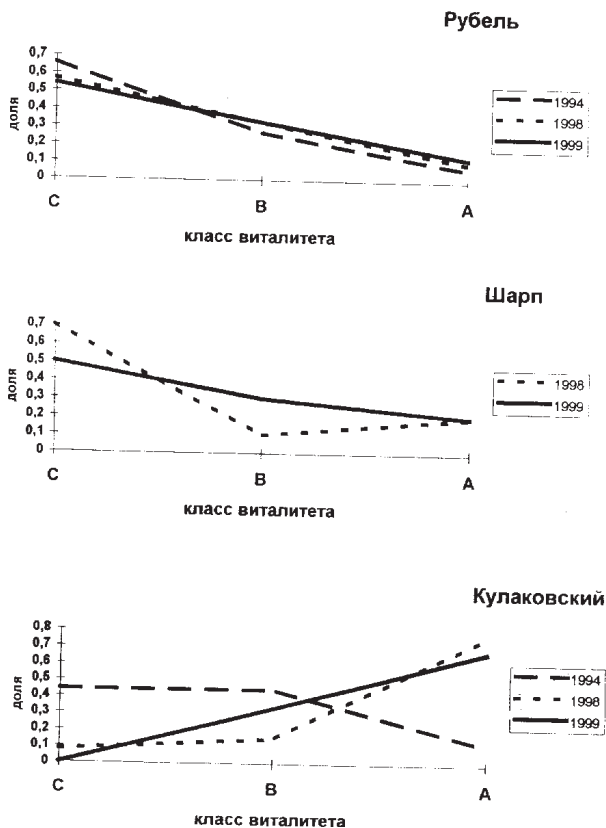 Рубель
0,7
0,6
0,5
0,4
0,3
0,2
0,1
0
доля
C
B
A
класс виталитета
1994
1998
1999
Шарп
0,7
0,6
0,5
0,4
0,3
0,2
0,1
0
доля
C
B
A
класс виталитета
1998
1999
Кулаковский
0,8
0,7
0,6
0,5
0,4
0,3
0,2
0,1
0
доля
C
B
A
класс виталитета
1994
1998
1999